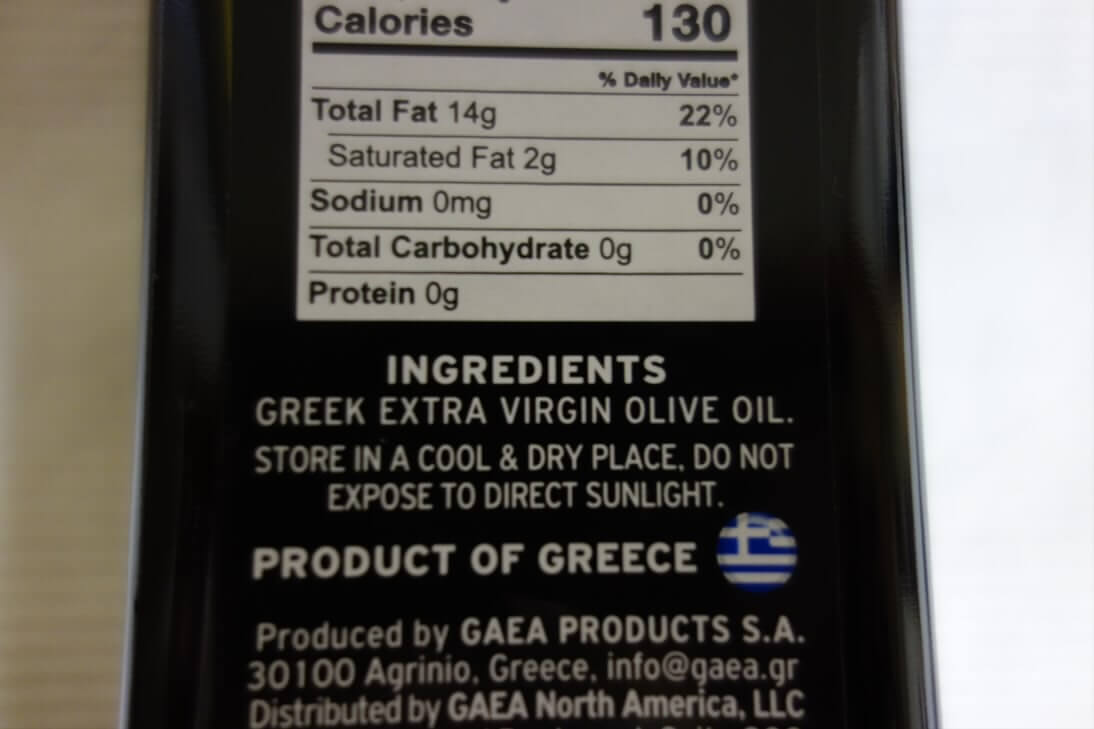 Calories 130
% Daily Value*
Total Fat 14g 22%
Saturated Fat 2g 10%
Sodium 0mg 0%
Total Carbohydrate 0g 0%
Protein 0g
INGREDIENTS
GREEK EXTRA VIRGIN OLIVE OIL.
STORE IN A COOL & DRY PLACE, DO NOT
EXPOSE TO DIRECT SUNLIGHT.
PRODUCT OF GREECE
Produced by GAEA PRODUCTS S.A.
30100 Agrinio, Greece, info@gaea.gr
Distributed by GAEA North America, LLC